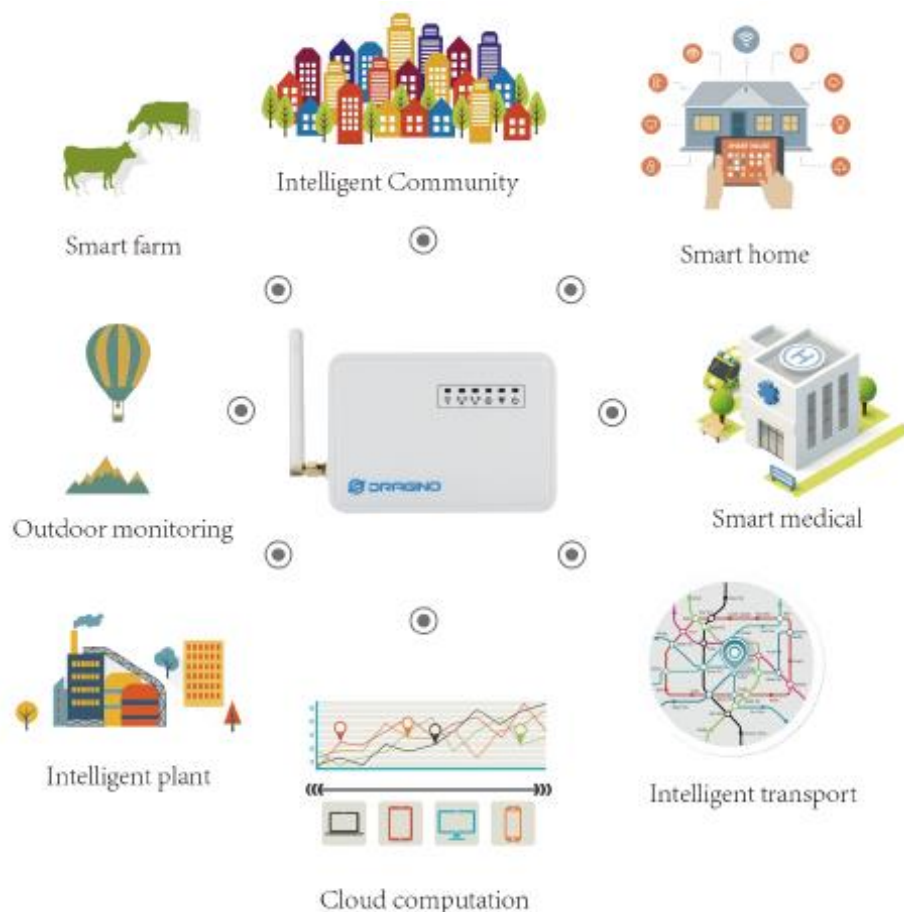 Intelligent Community
Smart farm
Smart home
DRAGINO
Outdoor monitoring
Smart medical
Intelligent plant
Intelligent transport
Cloud computation